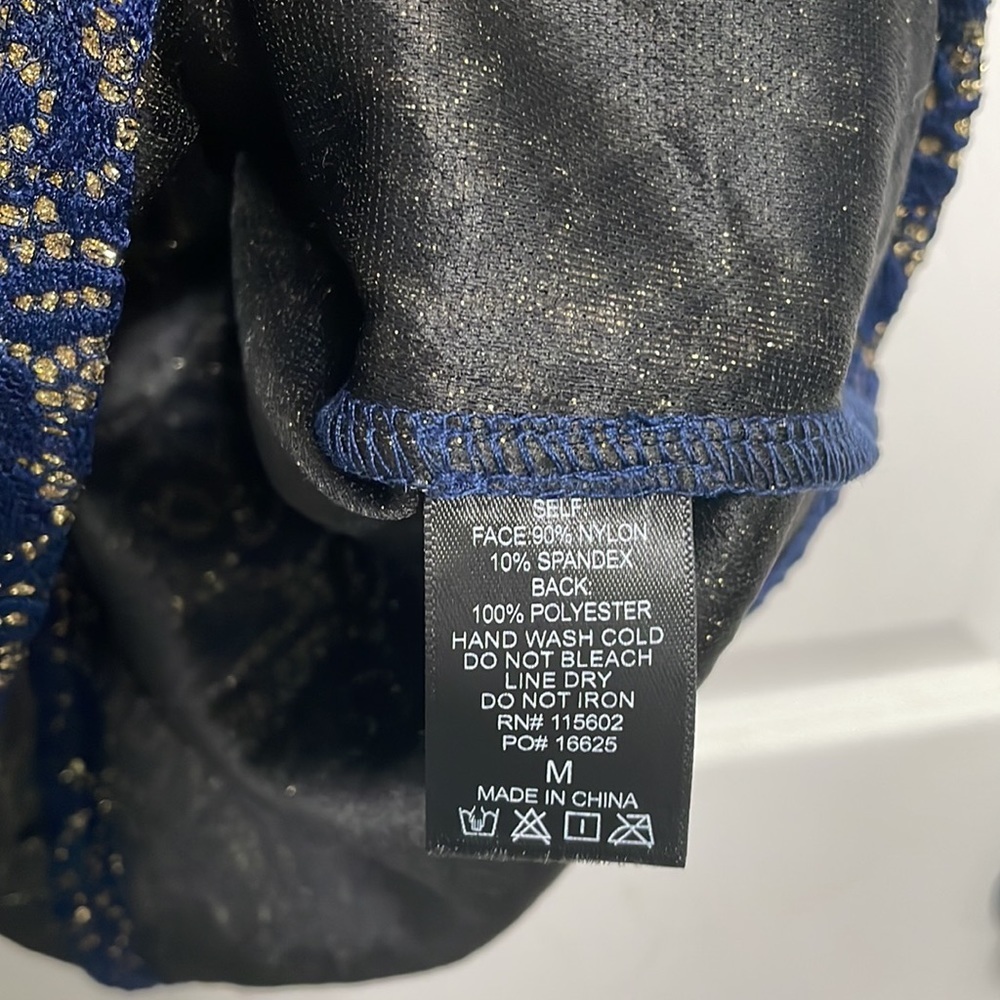 SELF:
FACE:90% NYLON
10% SPANDEX
BACK:
100% POLYESTER
HAND WASH COLD
DO NOT BLEACH
LINE DRY
DO NOT IRON
RN# 115602
PO# 16625
M
MADE IN CHINA